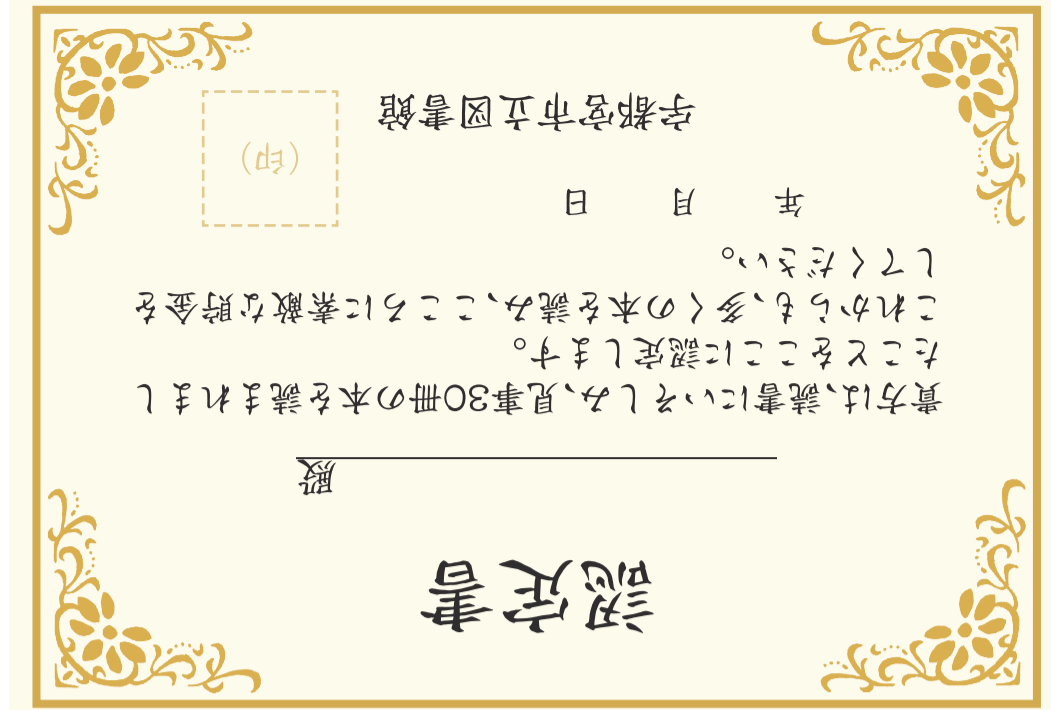 認定書
殿
貴方は、読書にいそしみ、見事30冊の本を読まれまし
たことをここに認定します。
これからも、多くの本を読み、こころに素敵な貯金を
してください。
年 月 日
宇都宮市立図書館
(印)